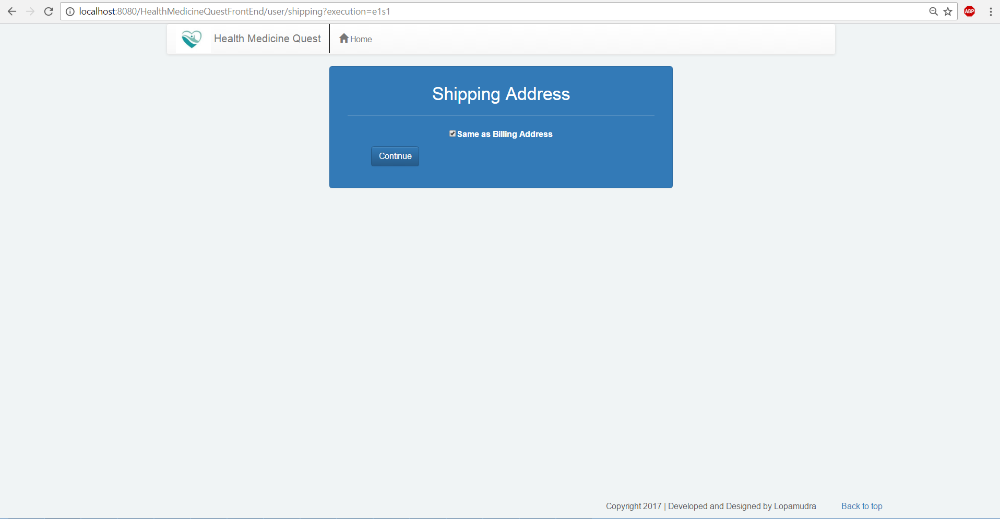 localhost:8080/HealthMedicineQuestFrontEnd/user/shipping?execution=e1s1
ABP
Health Medicine Quest
Home
Shipping Address
Same as Billing Address
Continue
Copyright 2017 | Developed and Designed by Lopamudra
Back to top